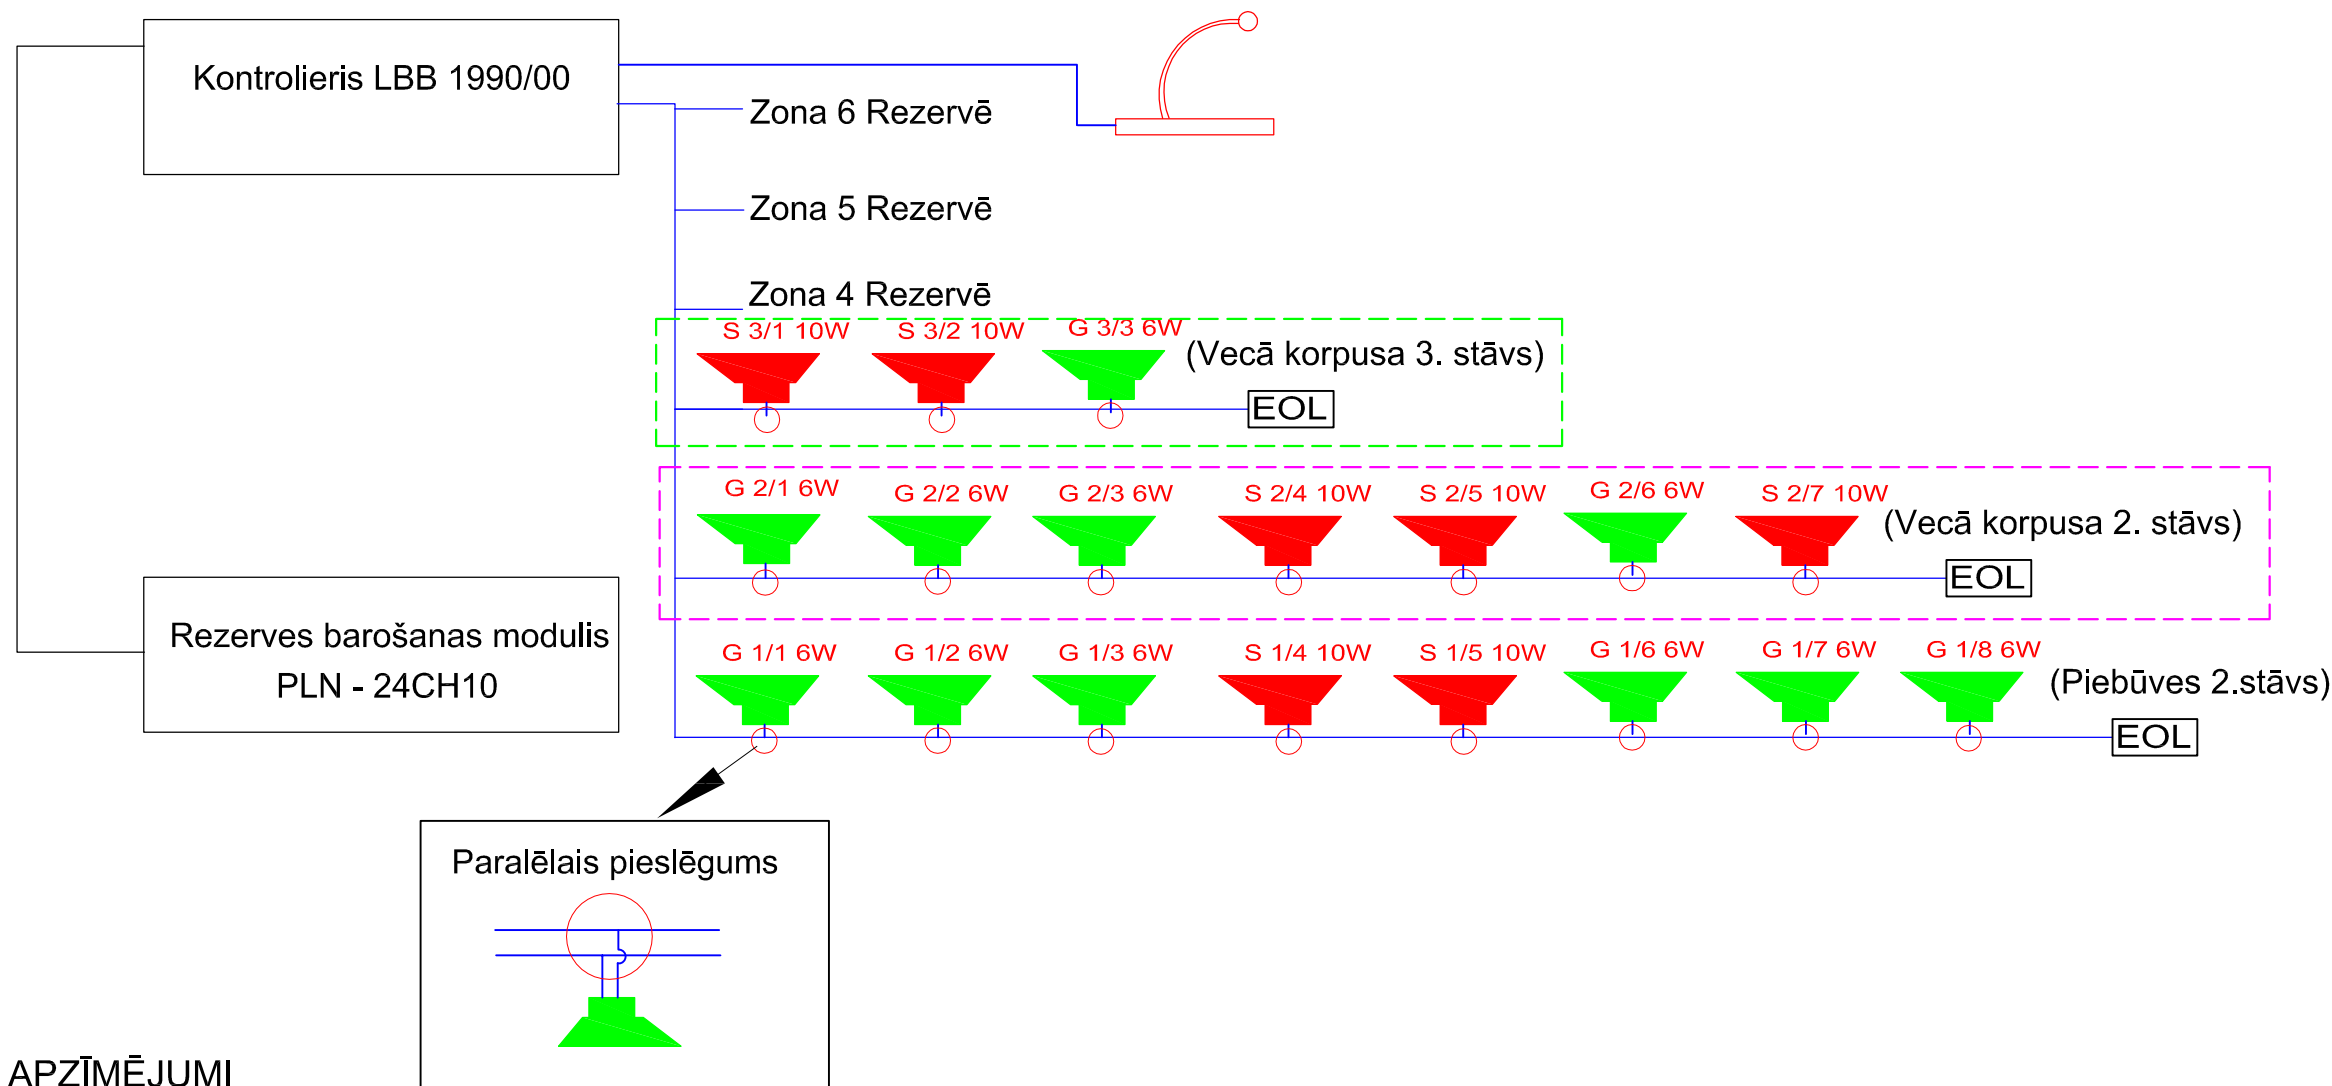 Kontrolieris LBB 1990/00
Zona 6 Rezervē
Zona 5 Rezervē
Zona 4 Rezervē
S 3/1 10W S 3/2 10W G 3/3 6W
(Vecā korpusa 3. stāvs)
EOL
G 2/1 6W G 2/2 6W G 2/3 6W S 2/4 10W S 2/5 10W G 2/6 6W S 2/7 10W
(Vecā korpusa 2. stāvs)
EOL
Rezerves barošanas modulis
PLN - 24CH10
G 1/1 6W G 1/2 6W G 1/3 6W S 1/4 10W S 1/5 10W G 1/6 6W G 1/7 6W G 1/8 6W
(Piebūves 2.stāvs)
EOL
Paralēlais pieslēgums
APZĪMĒJUMI